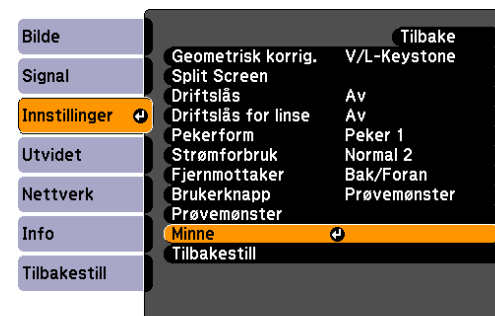 Bilde
Signal
Innstillinger
Utvidet
Nettverk
Info
Tilbakestill
Tilbake
Geometrisk korrig. V/L-Keystone
Split Screen
Driftslås Av
Driftslås for linse Av
Pekerform Peker 1
Strømforbruk Normal 2
Fjernmottaker Bak/Foran
Brukerknapp Prøvemønster
Prøvemønster
Minne
Tilbakestill